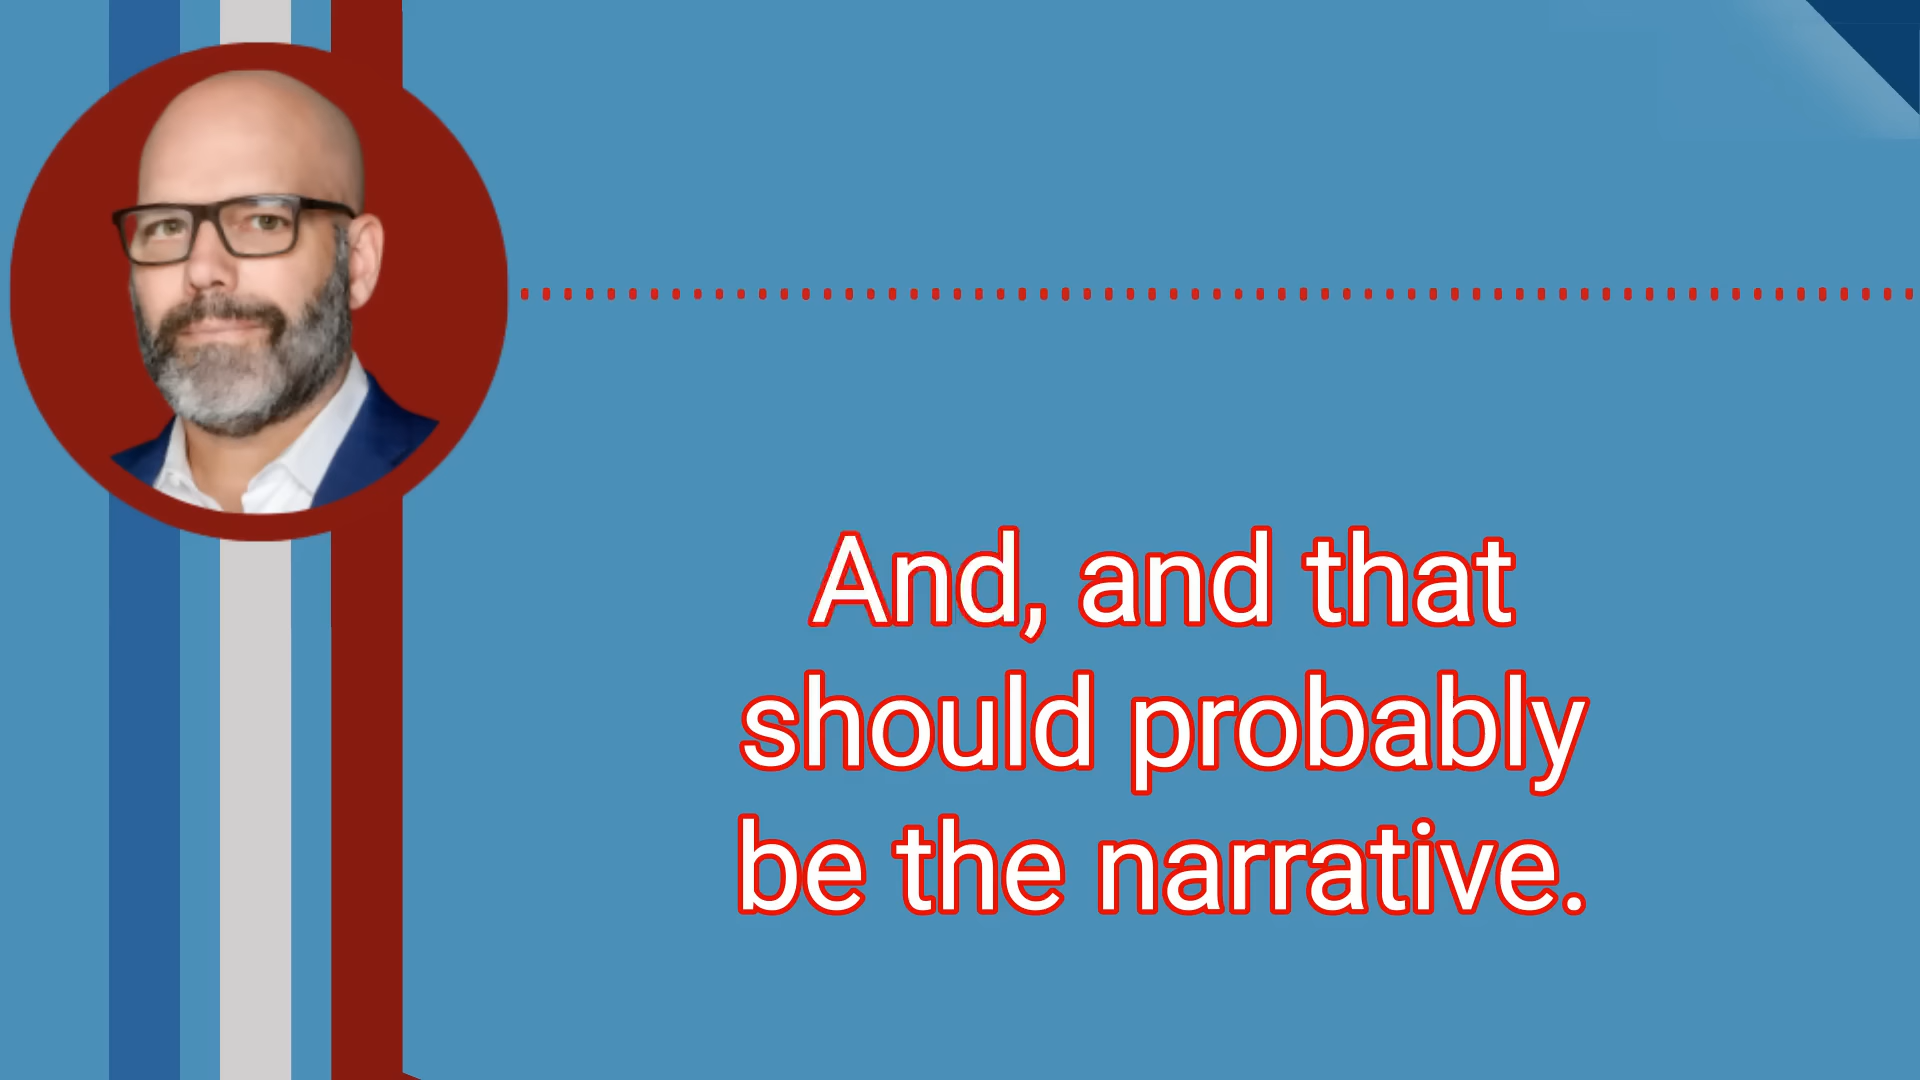 And, and that
should probably
be the narrative.